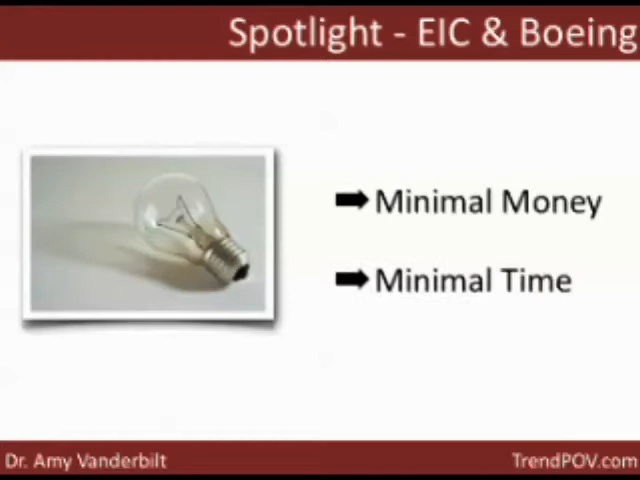 Spotlight - EIC & Boeing
Minimal Money
Minimal Time
Dr. Amy Vanderbilt
TrendPOV.com